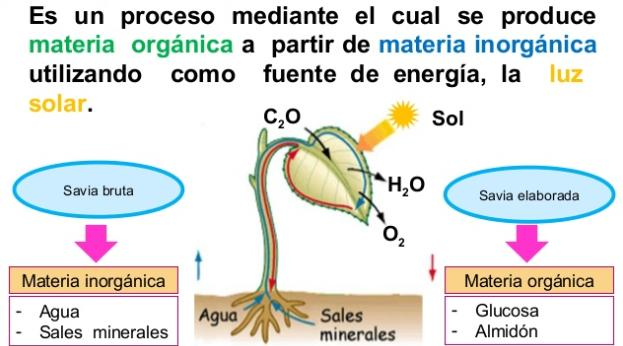 Es un proceso mediante el cual se produce
materia orgánica a partir de materia inorgánica
utilizando como fuente de energía, la luz
solar.
C₂O
Sol
Savia bruta
H₂O
Savia elaborada
O₂
Materia inorgánica
Materia orgánica
- Agua
- Sales minerales
Agua
Sales
minerales
- Glucosa
- Almidón